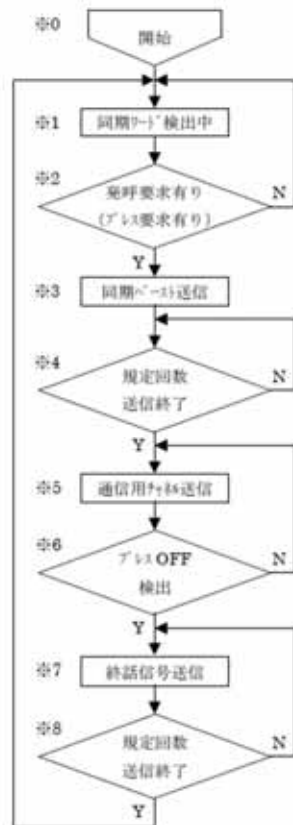 ※0
開始
※1
同期ワード検出中
※2
発呼要求有り
(プレス要求有り)
N
Y
※3
同期バースト送信
※4
規定回数
送信終了
N
Y
※5
通信用チャネル送信
※6
プレスOFF
検出
N
Y
※7
終話信号送信
※8
規定回数
送信終了
N
Y